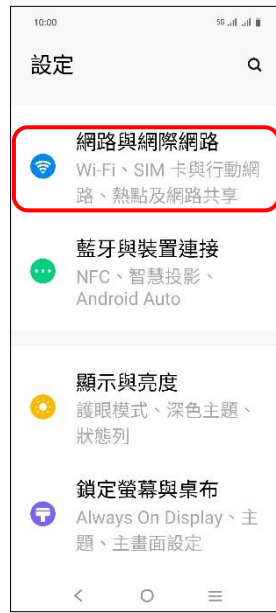 10:00 5G
設定
網路與網際網路
Wi-Fi、SIM 卡與行動網
路、熱點及網路共享
藍牙與裝置連接
NFC、智慧投影、
Android Auto
顯示與亮度
護眼模式、深色主題、
狀態列
鎖定螢幕與桌布
Always On Display、主
題、主畫面設定